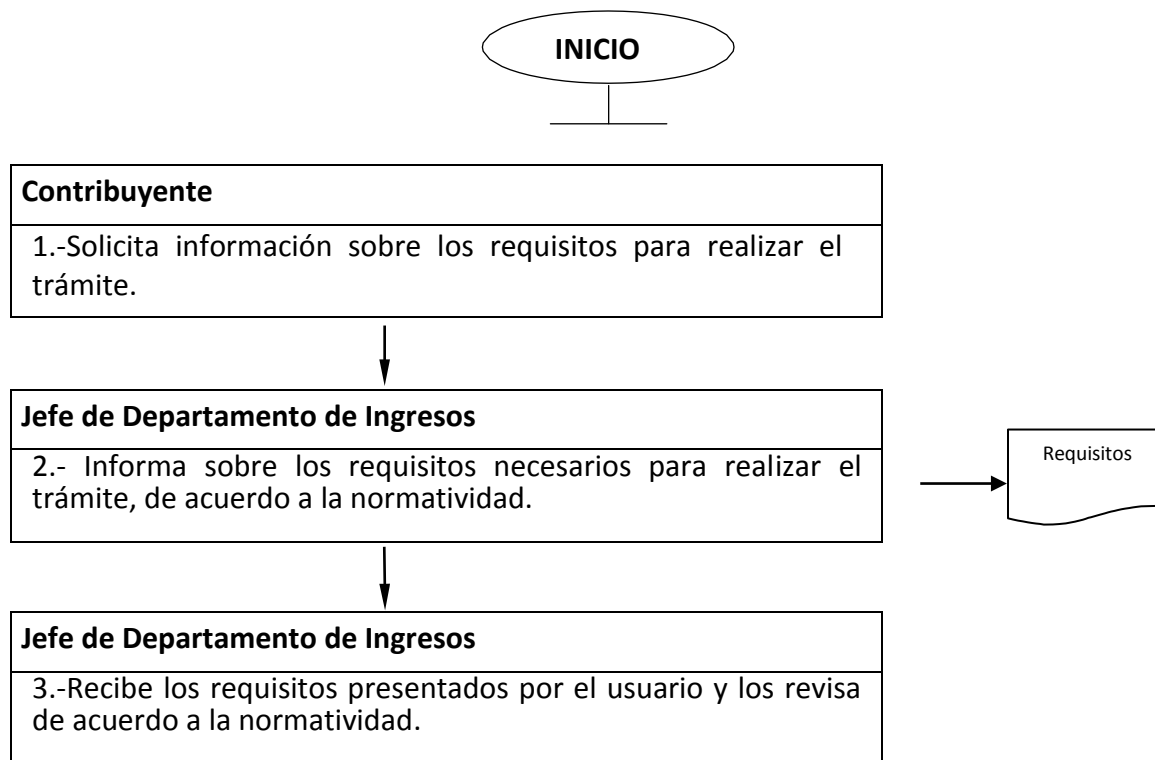 INICIO
Contribuyente
1.-Solicita información sobre los requisitos para realizar el
trámite.
Jefe de Departamento de Ingresos
2.- Informa sobre los requisitos necesarios para realizar el
trámite, de acuerdo a la normatividad.
Requisitos
Jefe de Departamento de Ingresos
3.-Recibe los requisitos presentados por el usuario y los revisa
de acuerdo a la normatividad.